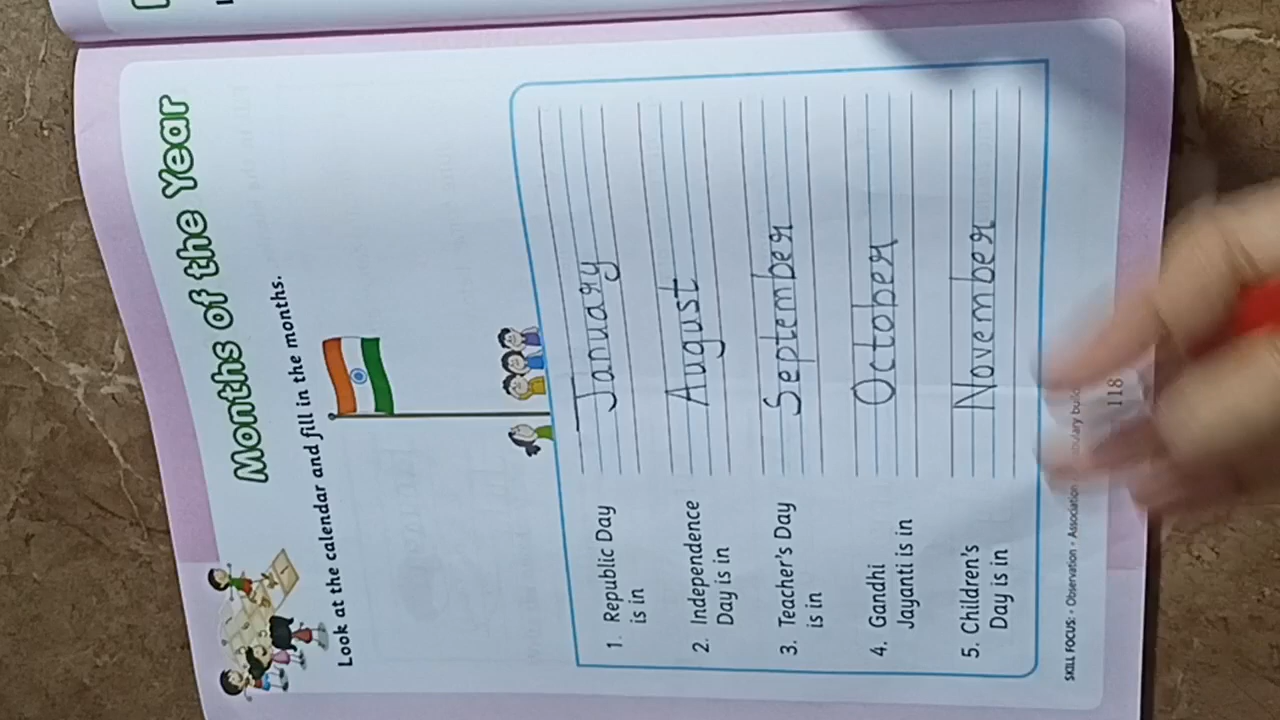 Months of the Year
Look at the calendar and fill in the months.
1. Republic Day
is in
January
2. Independence
Day is in
August
3. Teacher's Day
is in
September
4. Gandhi
Jayanti is in
October
5. Children's
Day is in
November
SKILL FOCUS: • Observation • Association
118